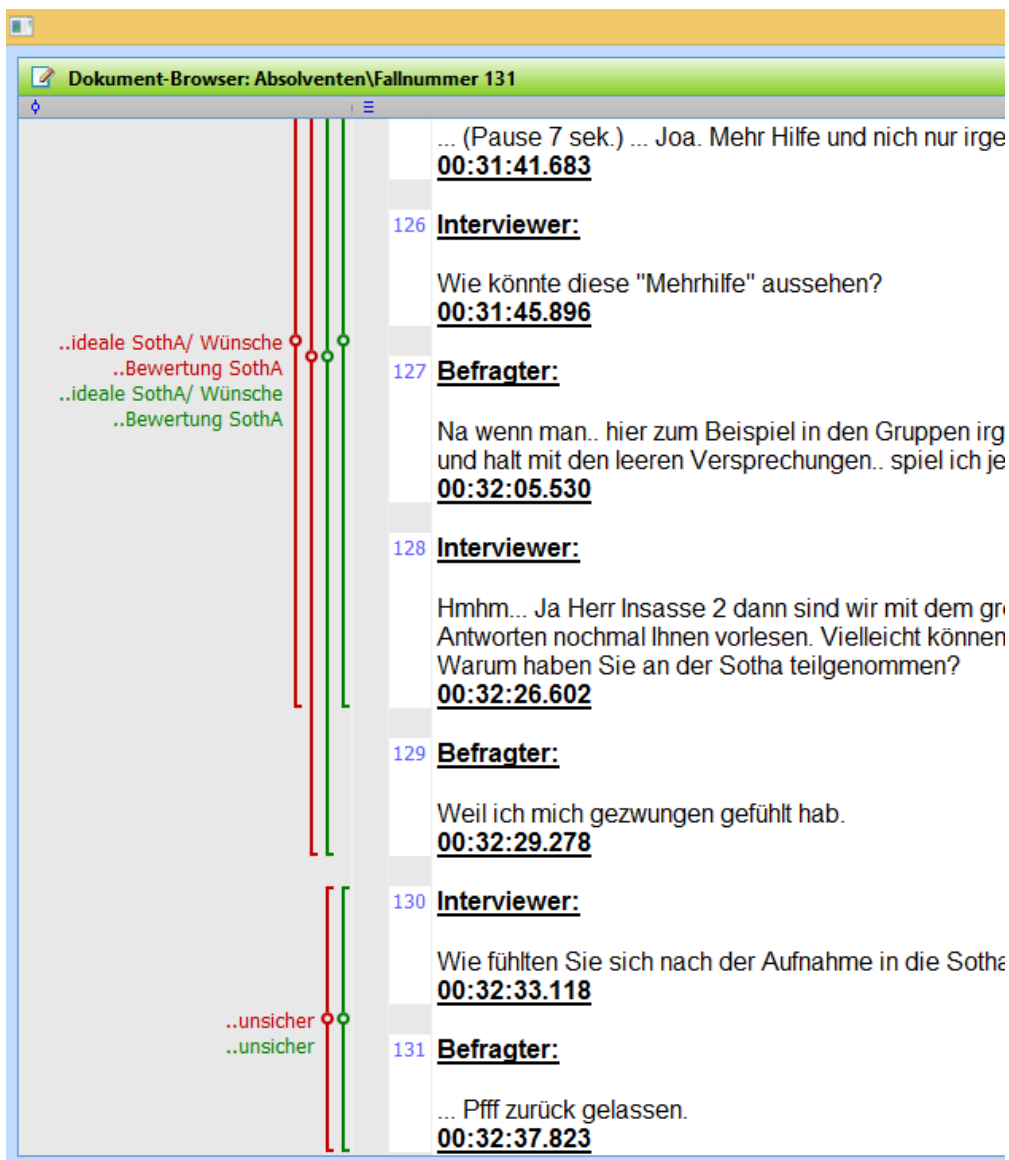 Dokument-Browser: Absolventen\Fallnummer 131
... (Pause 7 sek.) ... Joa. Mehr Hilfe und nich nur irge
00:31:41.683
126 Interviewer:
Wie könnte diese "Mehrhilfe" aussehen?
00:31:45.896
..ideale SothA/ Wünsche
..Bewertung SothA
..ideale SothA/ Wünsche
..Bewertung SothA
127 Befragter:
Na wenn man.. hier zum Beispiel in den Gruppen irg
und halt mit den leeren Versprechungen.. spiel ich je
00:32:05.530
128 Interviewer:
Hmhm... Ja Herr Insasse 2 dann sind wir mit dem gr
Antworten nochmal Ihnen vorlesen. Vielleicht können
Warum haben Sie an der Sotha teilgenommen?
00:32:26.602
129 Befragter:
Weil ich mich gezwungen gefühlt hab.
00:32:29.278
130 Interviewer:
Wie fühlten Sie sich nach der Aufnahme in die Sotha
00:32:33.118
..unsicher
..unsicher
131 Befragter:
... Pfff zurück gelassen.
00:32:37.823